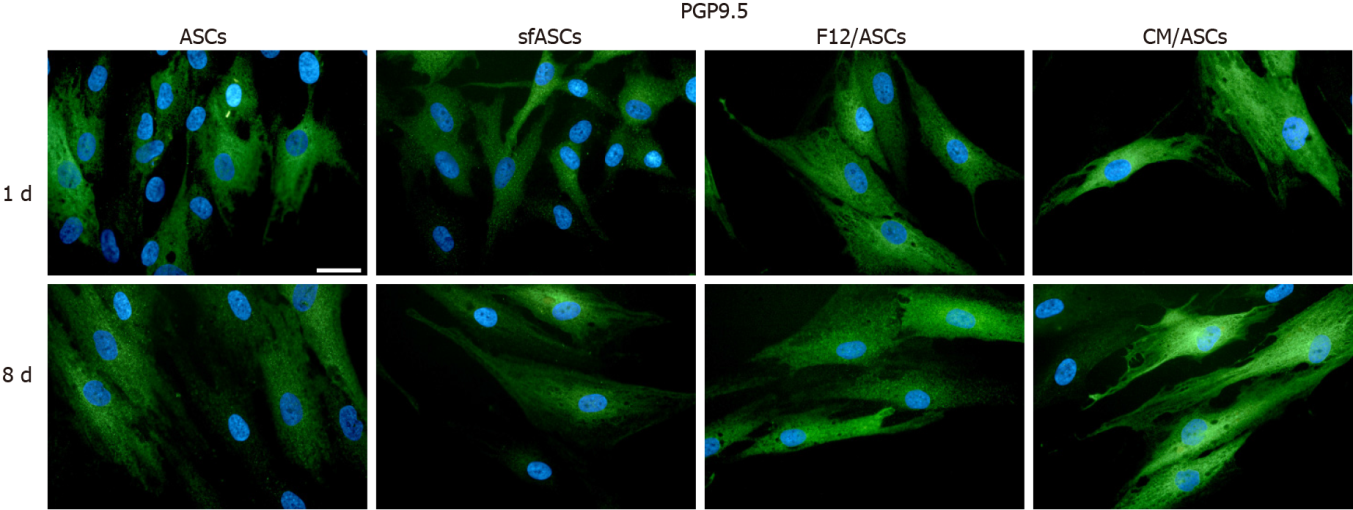 PGP9.5
ASCs sfASCs F12/ASCs CM/ASCs
1 d
8 d